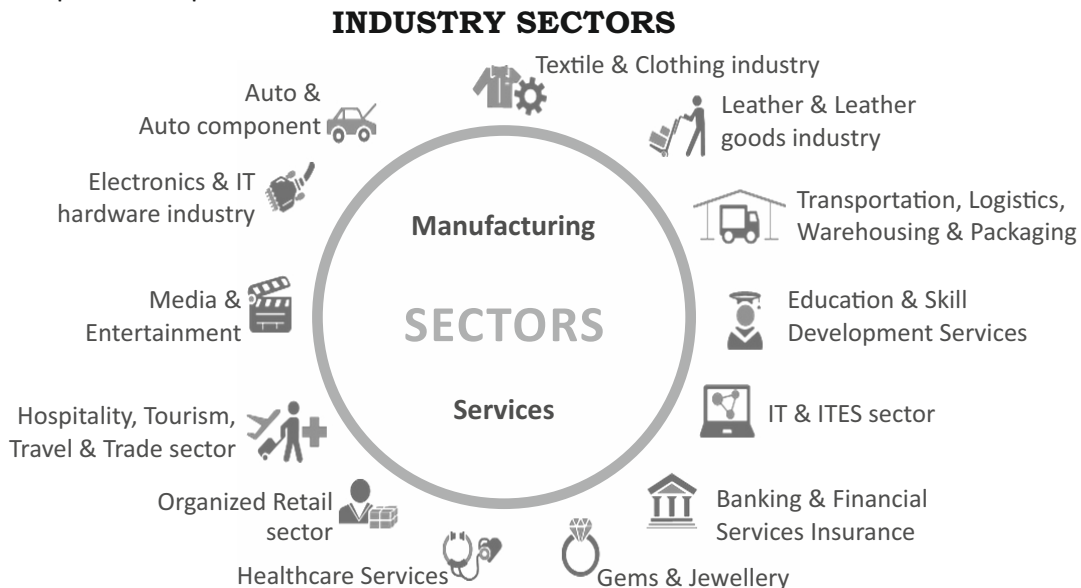 INDUSTRY SECTORS
Textile & Clothing industry
Leather & Leather
goods industry
Transportation, Logistics,
Warehousing & Packaging
Education & Skill
Development Services
IT & ITES sector
Banking & Financial
Services Insurance
Gems & Jewellery
Healthcare Services
Organized Retail
sector
Hospitality, Tourism,
Travel & Trade sector
Media &
Entertainment
Electronics & IT
hardware industry
Auto &
Auto component
Manufacturing
SECTORS
Services